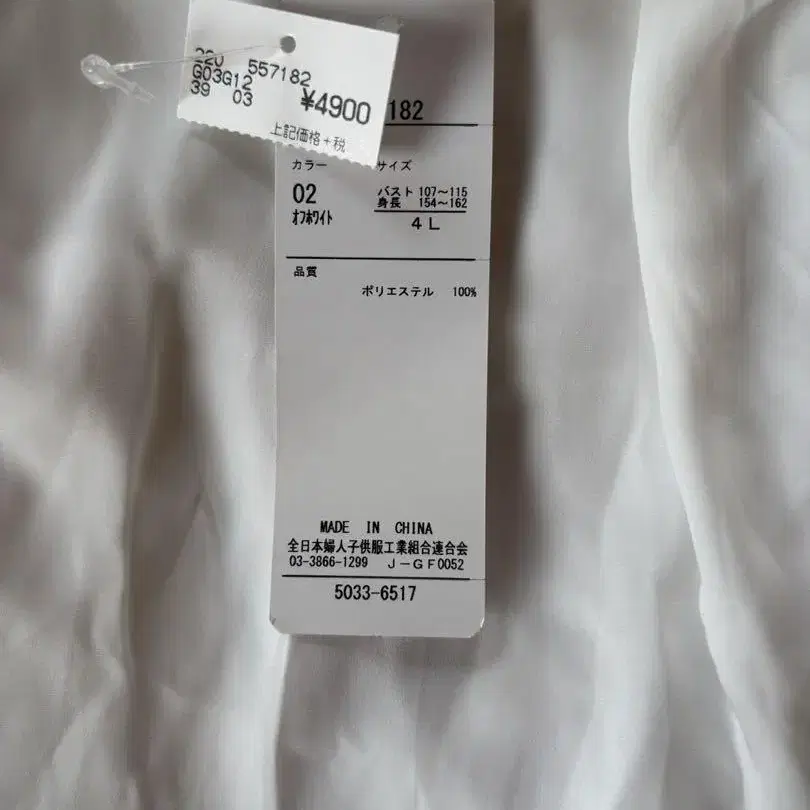 220 557182
G03G12
39 03 ¥4900
上記価格+税
182
カラー サイズ
02 バスト 107～115
オフホワイト 身長 154～162
4L
品質
ポリエステル 100%
MADE IN CHINA
全日本婦人子供服工業組合連合会
03-3866-1299 J-GF0052
5033-6517